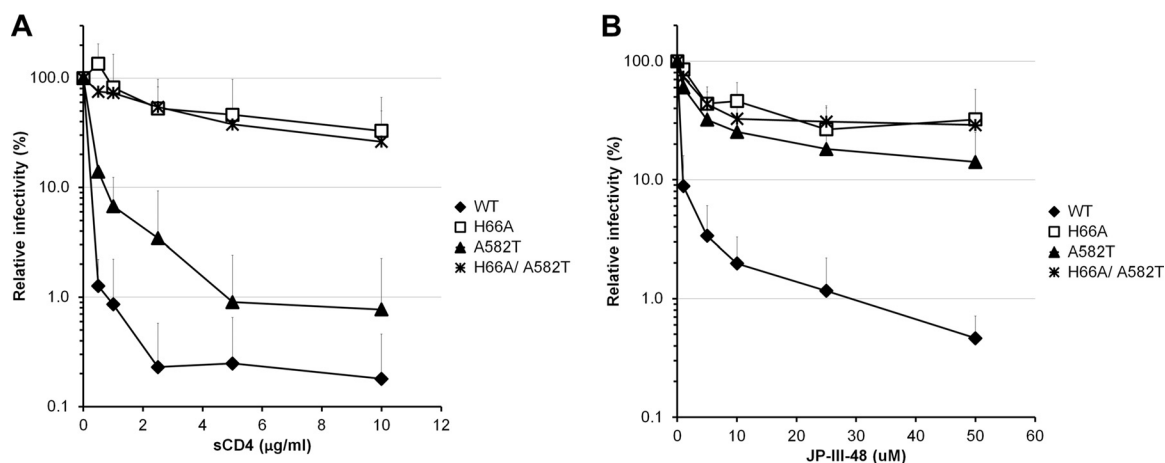 A
100.0
10.0
1.0
0.1
Relative infectivity (%)
0
2
4
6
8
10
12
sCD4 (µg/ml)
WT
H66A
A582T
H66A/ A582T
B
100.0
10.0
1.0
0.1
Relative infectivity (%)
0
10
20
30
40
50
60
JP-III-48 (uM)
WT
H66A
A582T
H66A/ A582T